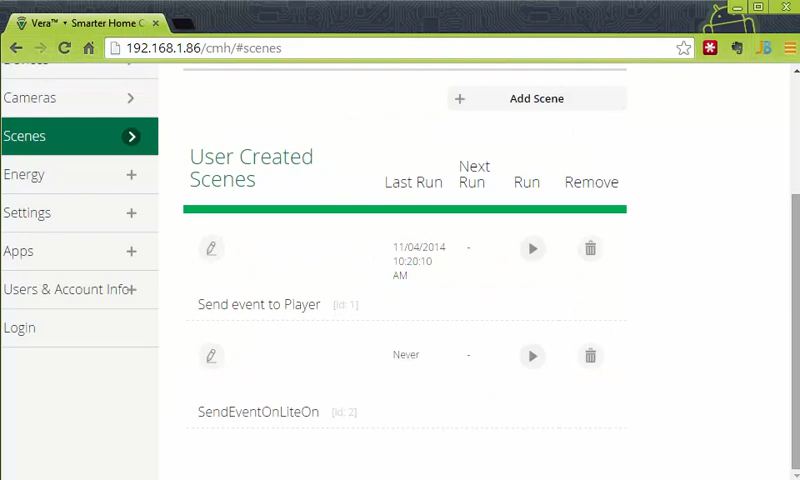 Vera™ • Smarter Home C
192.168.1.86/cmh/#scenes
JB
Cameras
Scenes
Energy
Settings
Apps
Users & Account Info
Login
Add Scene
User Created
Scenes
Last Run
Next
Run
Run
Remove
11/04/2014
10:20:10
AM
-
Send event to Player [id: 1]
Never
-
SendEventOnLiteOn [id: 2]